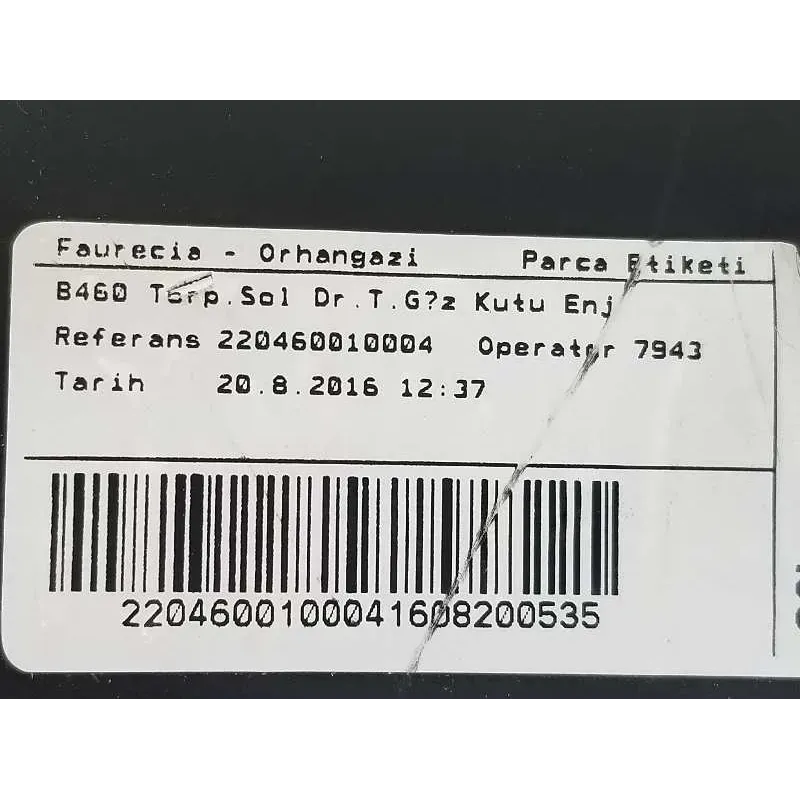 Faurecia - Orhangazi Parca Etiketi
B460 Torp.Sol Dr.T.G?z Kutu Enj
Referans 220460010004 Operator 7943
Tarih 20.8.2016 12:37
2204600100041608200535